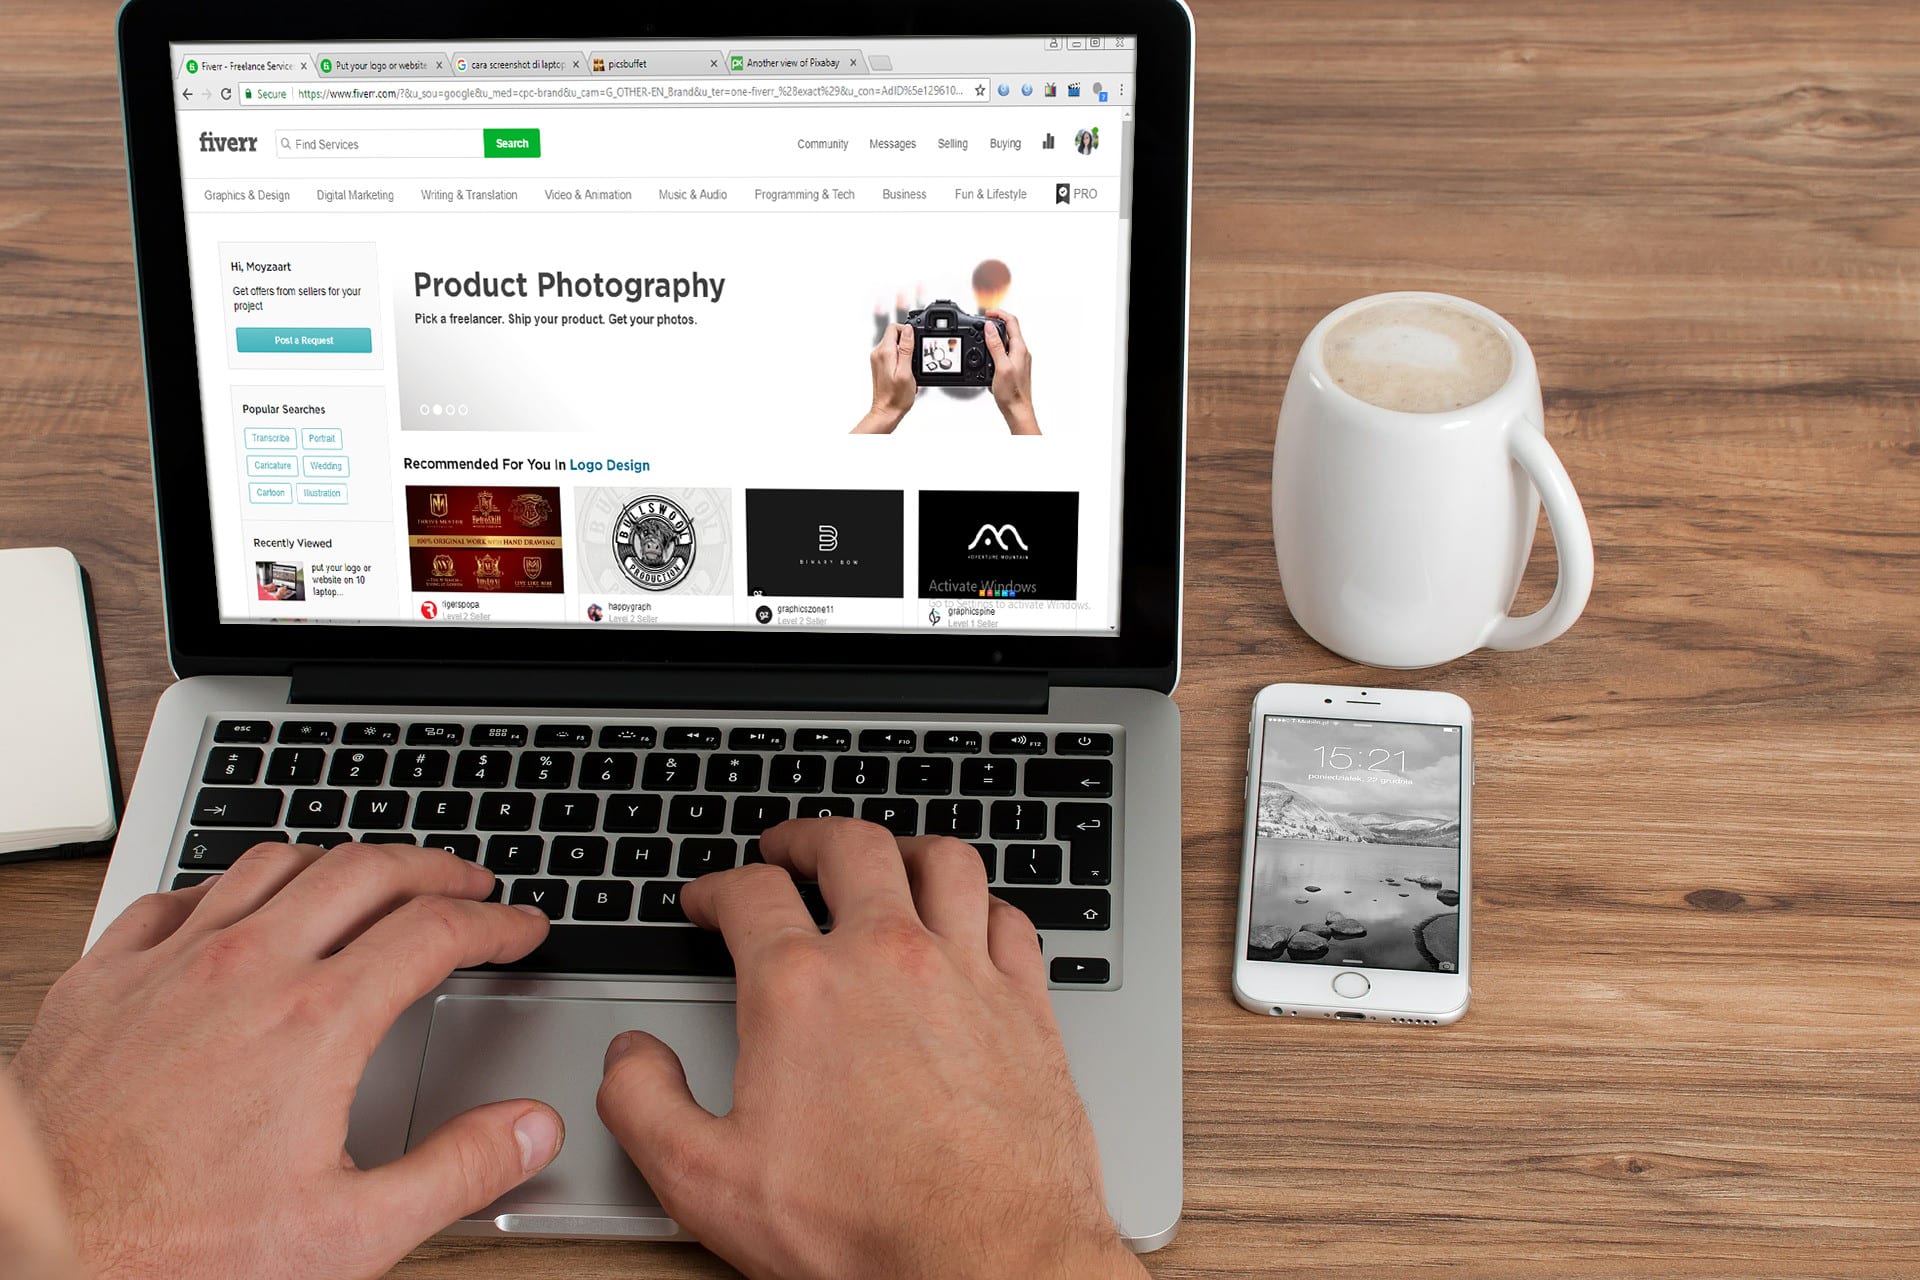 Fiverr - Freelance Service
Put your logo or website
cara screenshot di laptop
picsbuffet
Another view of Pixabay
Secure
https://www.fiverr.com/?&u_sou=google&u_med=cpc-brand&u_cam=G_OTHER-EN_Brand&u_ter=one-fiverr_%28exact%29&u_con=AdID%5e129610...
fiverr
Find Services
Search
Community
Messages
Selling
Buying
Graphics & Design
Digital Marketing
Writing & Translation
Video & Animation
Music & Audio
Programming & Tech
Business
Fun & Lifestyle
PRO
Hi, Moyzaart
Get offers from sellers for your
project
Post a Request
Product Photography
Pick a freelancer. Ship your product. Get your photos.
Popular Searches
Transcribe
Portrait
Caricature
Wedding
Cartoon
Illustration
Recently Viewed
put your logo or
website on 10
laptop...
Recommended For You In Logo Design
THRIVE MENTOR
RetroSkill
100% ORIGINAL WORK WITH HAND DRAWING
BULLSWOOL
PRODUCTION
BINARY BOW
ADVENTURE MOUNTAIN
Activate Windows
Go to Settings to activate Windows.
tigerspopa
Level 2 Seller
happygraph
Level 2 Seller
graphicszone11
Level 2 Seller
graphicspine
Level 1 Seller
esc
F1
F2
F3
F4
F5
F6
F7
F8
F9
F10
F11
F12
± §
! 1
@ 2
# 3
$ 4
% 5
^ 6
& 7
* 8
( 9
) 0
_ -
+ =
Q
W
E
R
T
Y
U
I
O
P
{ [
} ]
F
G
H
J
| \
V
B
N
T-Mobile.pl
15:21
poniedziałek, 22 grudnia